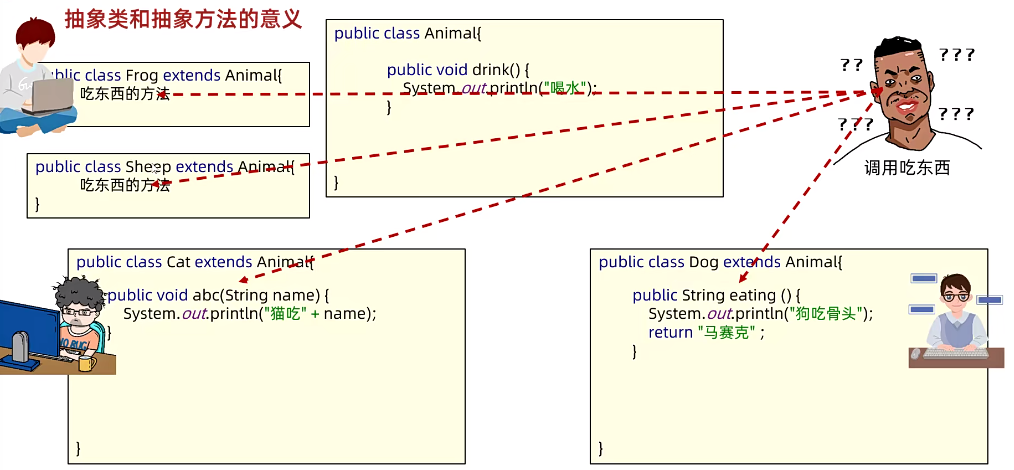 抽象类和抽象方法的意义
public class Animal{
public void drink() {
System.out.println("喝水");
}
}
public class Frog extends Animal{
吃东西的方法
}
public class Sheep extends Animal{
吃东西的方法
}
??
???
???
???
调用吃东西
public class Cat extends Animal{
public void abc(String name) {
System.out.println("猫吃" + name);
}
}
public class Dog extends Animal{
public String eating () {
System.out.println("狗吃骨头");
return "马赛克" ;
}
}